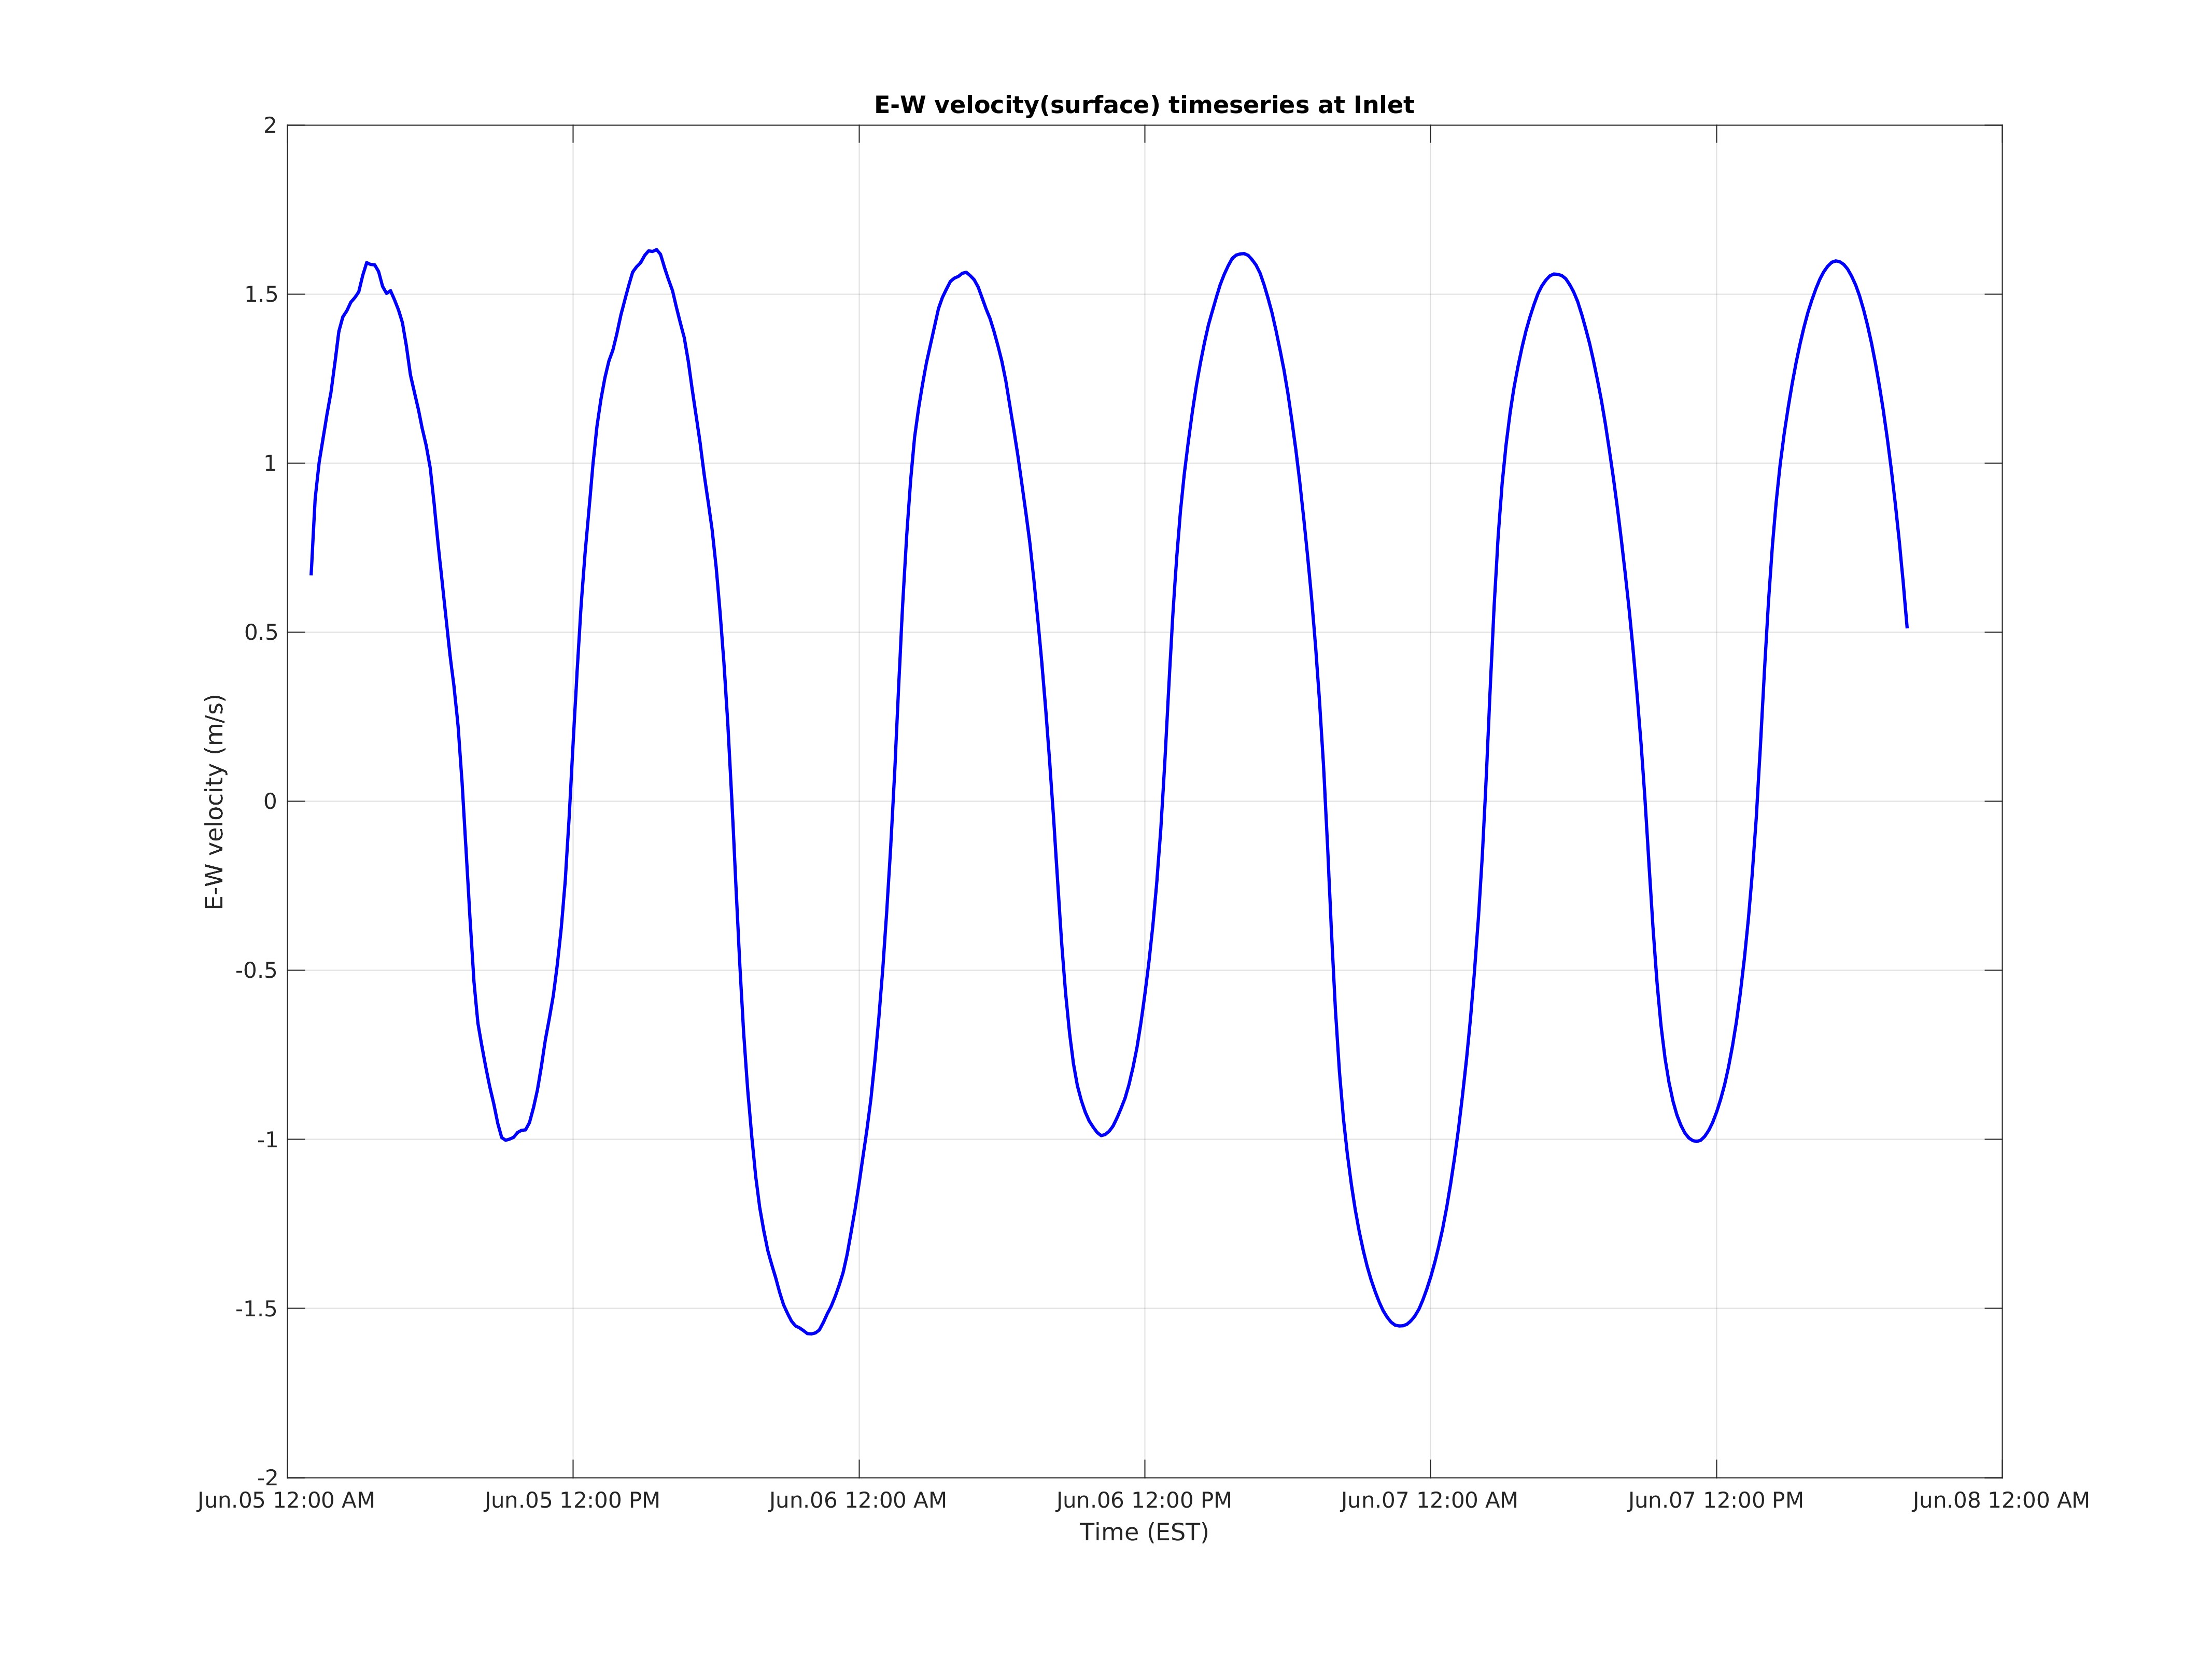 E-W velocity(surface) timeseries at Inlet
2
1.5
1
0.5
0
-0.5
-1
-1.5
-2
E-W velocity (m/s)
Jun.05 12:00 AM Jun.05 12:00 PM Jun.06 12:00 AM Jun.06 12:00 PM Jun.07 12:00 AM Jun.07 12:00 PM Jun.08 12:00 AM
Time (EST)